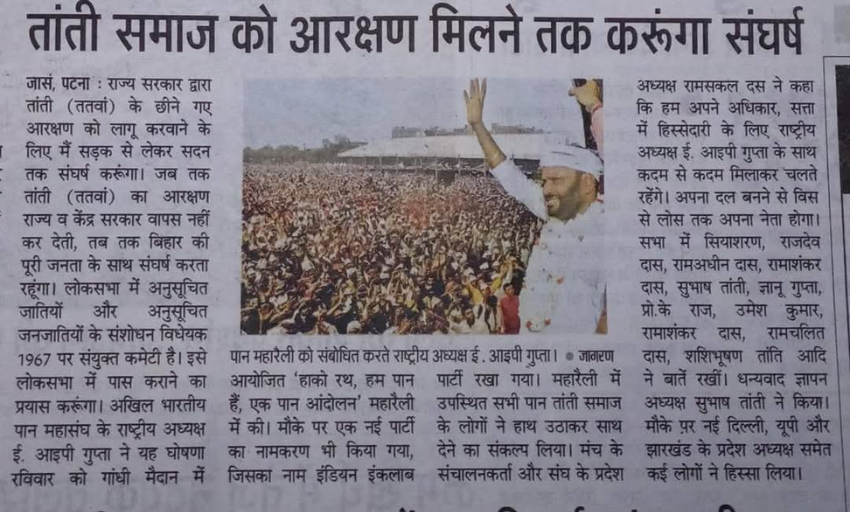 तांती समाज को आरक्षण मिलने तक करूंगा संघर्ष
जासं, पटना : राज्य सरकार द्वारा
तांती (ततवां) के छीने गए
आरक्षण को लागू करवाने के
लिए मैं सड़क से लेकर सदन
तक संघर्ष करूंगा। जब तक
तांती (ततवां) का आरक्षण
राज्य व केंद्र सरकार वापस नहीं
कर देती, तब तक बिहार की
पूरी जनता के साथ संघर्ष करता
रहूंगा। लोकसभा में अनुसूचित
जातियों और अनुसूचित
जनजातियों के संशोधन विधेयक
1967 पर संयुक्त कमेटी है। इसे
लोकसभा में पास कराने का
प्रयास करूंगा। अखिल भारतीय
पान महासंघ के राष्ट्रीय अध्यक्ष
ई. आइपी गुप्ता ने यह घोषणा
रविवार को गांधी मैदान में
पान महारैली को संबोधित करते राष्ट्रीय अध्यक्ष ई. आइपी गुप्ता। ● जागरण
आयोजित 'हाको रथ, हम पान
हैं, एक पान आंदोलन' महारैली
में की। मौके पर एक नई पार्टी
का नामकरण भी किया गया,
जिसका नाम इंडियन इंकलाब
पार्टी रखा गया। महारैली में
उपस्थित सभी पान तांती समाज
के लोगों ने हाथ उठाकर साथ
देने का संकल्प लिया। मंच के
संचालनकर्ता और संघ के प्रदेश
अध्यक्ष रामसकल दास ने कहा
कि हम अपने अधिकार, सत्ता
में हिस्सेदारी के लिए राष्ट्रीय
अध्यक्ष ई. आइपी गुप्ता के साथ
कदम से कदम मिलाकर चलते
रहेंगे। अपना दल बनने से विस
से लोस तक अपना नेता होगा।
सभा में सियाशरण, राजदेव
दास, रामअधीन दास, रामाशंकर
दास, सुभाष तांती, ज्ञानू गुप्ता,
प्रो.के राज, उमेश कुमार,
रामाशंकर दास, रामचलित
दास, शशिभूषण तांति आदि
ने बातें रखीं। धन्यवाद ज्ञापन
अध्यक्ष सुभाष तांती ने किया।
मौके पर नई दिल्ली, यूपी और
झारखंड के प्रदेश अध्यक्ष समेत
कई लोगों ने हिस्सा लिया।